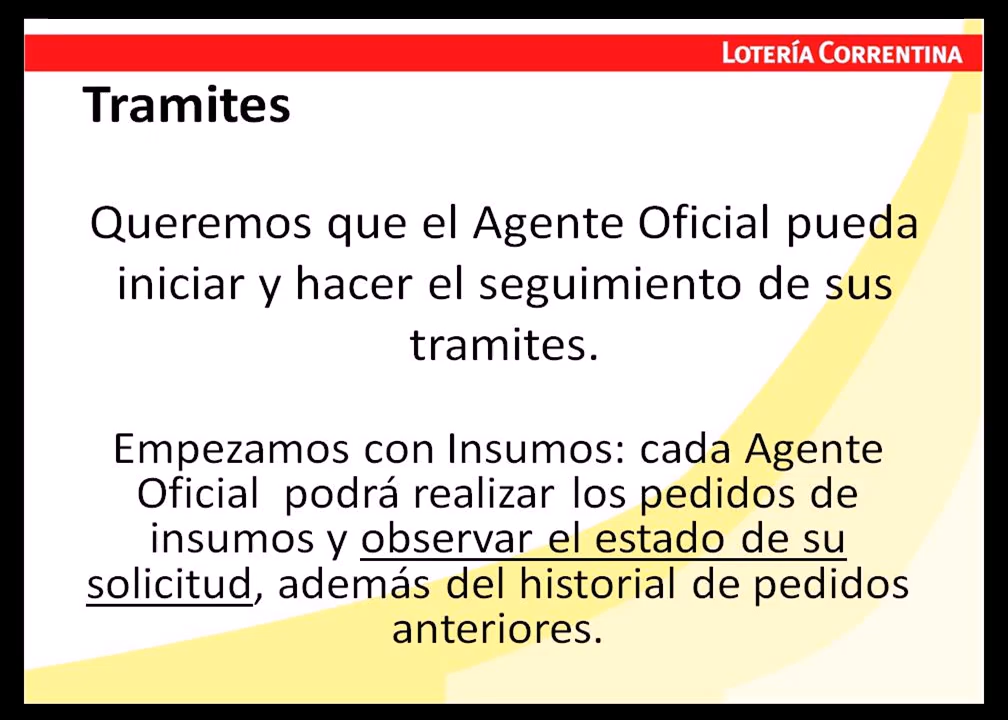 LOTERÍA CORRENTINA
Tramites
Queremos que el Agente Oficial pueda
iniciar y hacer el seguimiento de sus
tramites.
Empezamos con Insumos: cada Agente
Oficial podrá realizar los pedidos de
insumos y observar el estado de su
solicitud, además del historial de pedidos
anteriores.